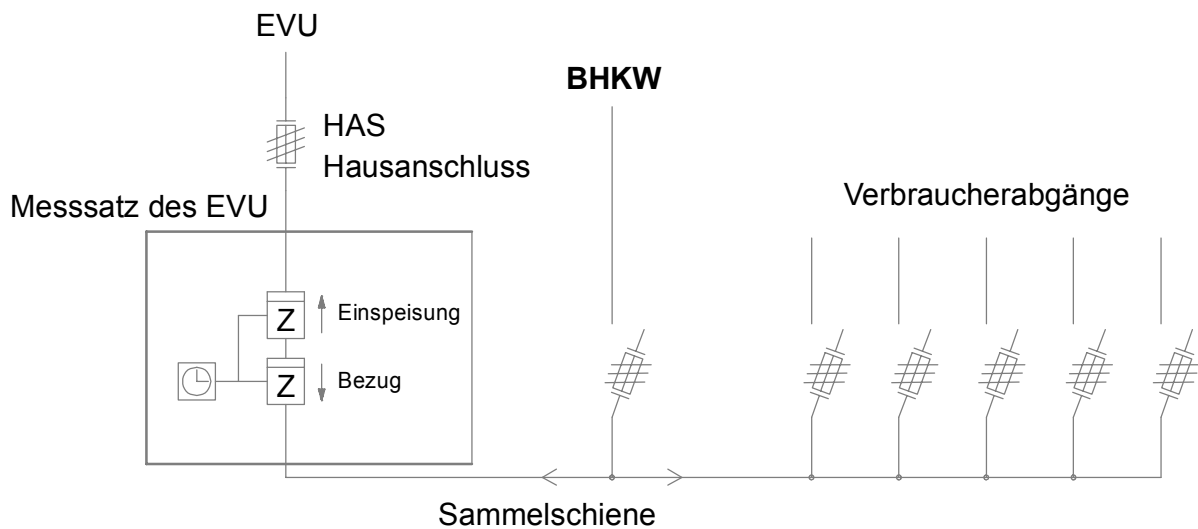 EVU
BHKW
HAS
Hausanschluss
Messsatz des EVU
Verbraucherabgänge
Z
Einspeisung
Z
Bezug
Sammelschiene